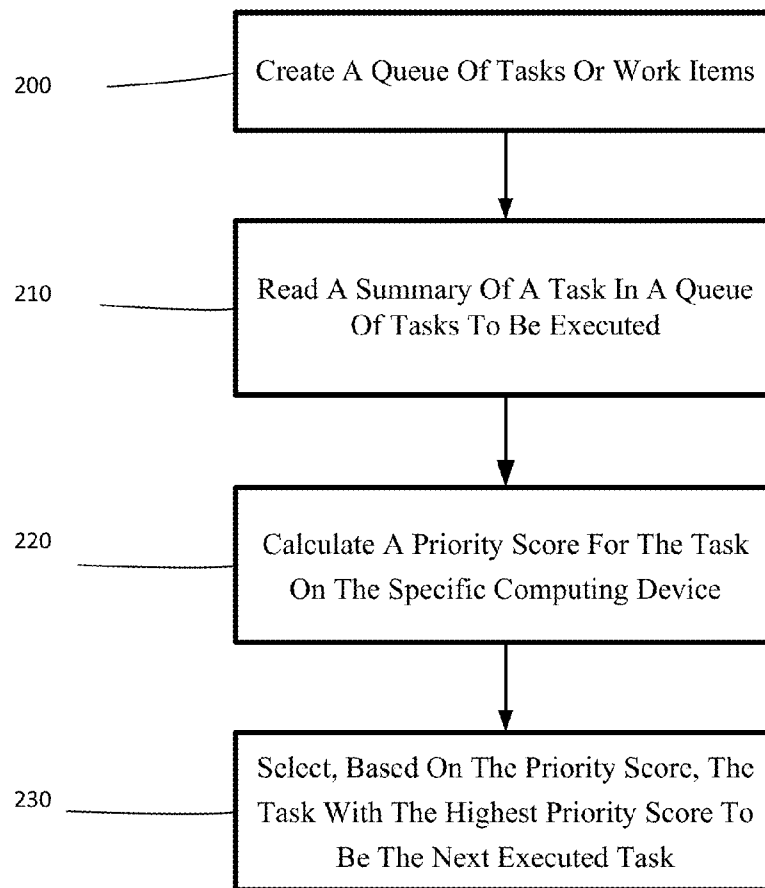 200
Create A Queue Of Tasks Or Work Items
210
Read A Summary Of A Task In A Queue
Of Tasks To Be Executed
220
Calculate A Priority Score For The Task
On The Specific Computing Device
230
Select, Based On The Priority Score, The
Task With The Highest Priority Score To
Be The Next Executed Task